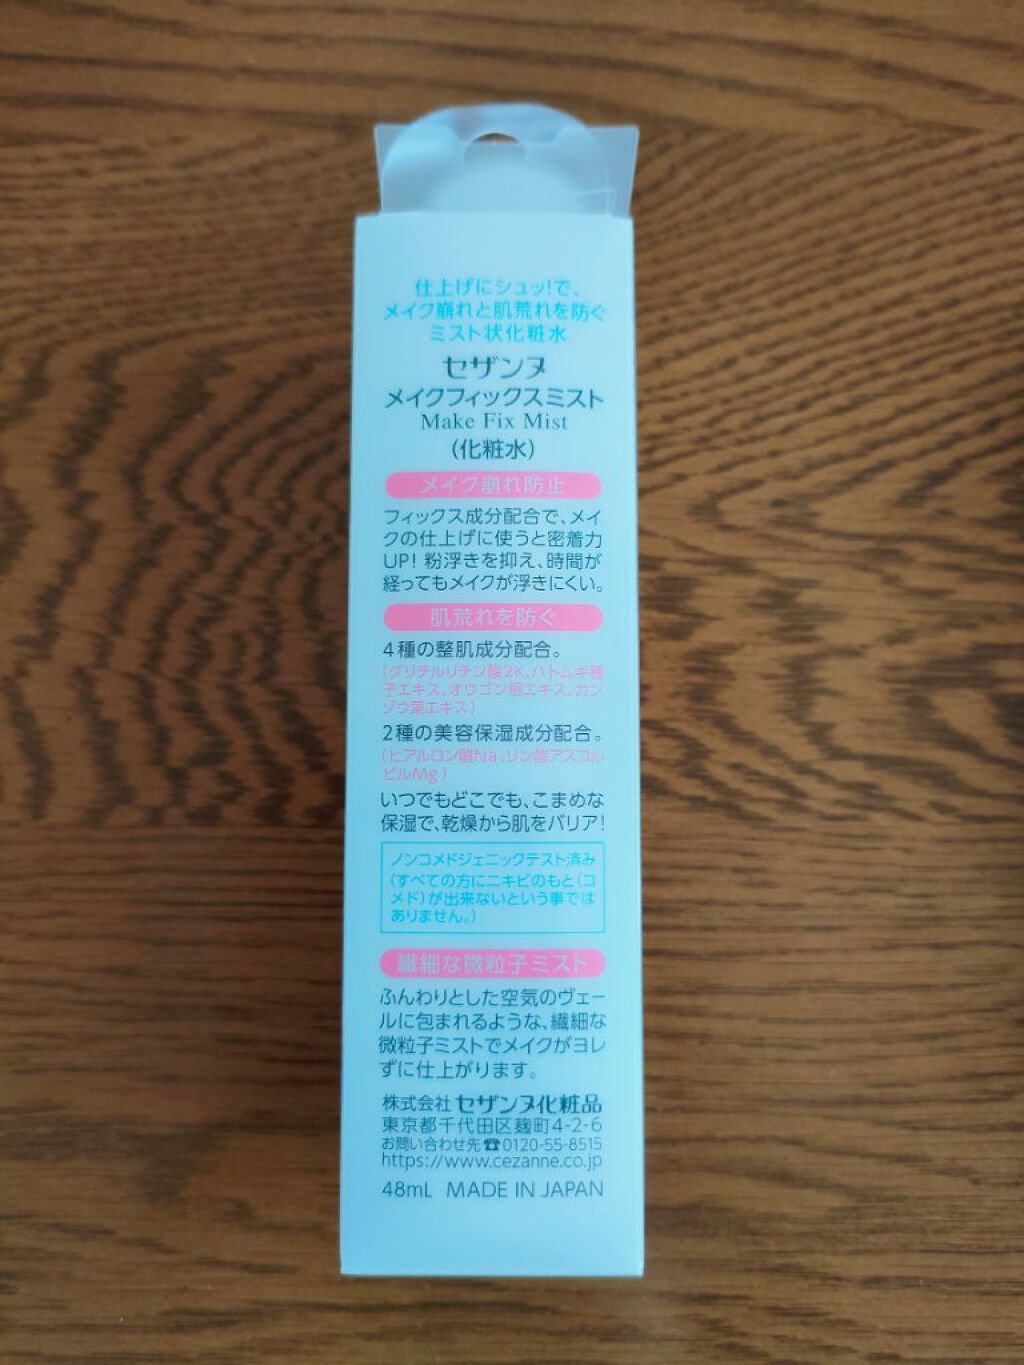 仕上げにシュッ!で、
メイク崩れと肌荒れを防ぐ
ミスト状化粧水
セザンヌ
メイクフィックスミスト
Make Fix Mist
(化粧水)
メイク崩れ防止
フィックス成分配合で、メイ
クの仕上げに使うと密着力
UP! 粉浮きを抑え、時間が
経ってもメイクが浮きにくい。
肌荒れを防ぐ
4種の整肌成分配合。
(グリチルリチン酸2K、ハトムギ種
子エキス、オウゴン根エキス、カン
ゾウ葉エキス)
2種の美容保湿成分配合。
(ヒアルロン酸Na、リン酸アスコル
ビルMg)
いつでもどこでも、こまめな
保湿で、乾燥から肌をバリア!
ノンコメドジェニックテスト済み
(すべての方にニキビのもと(コ
メド)が出来ないという事では
ありません。)
繊細な微粒子ミスト
ふんわりとした空気のヴェー
ルに包まれるような、繊細な
微粒子ミストでメイクがヨレ
ずに仕上がります。
株式会社 セザンヌ化粧品
東京都千代田区麹町4-2-6
お問い合わせ先☎0120-55-8515
https://www.cezanne.co.jp
48mL MADE IN JAPAN